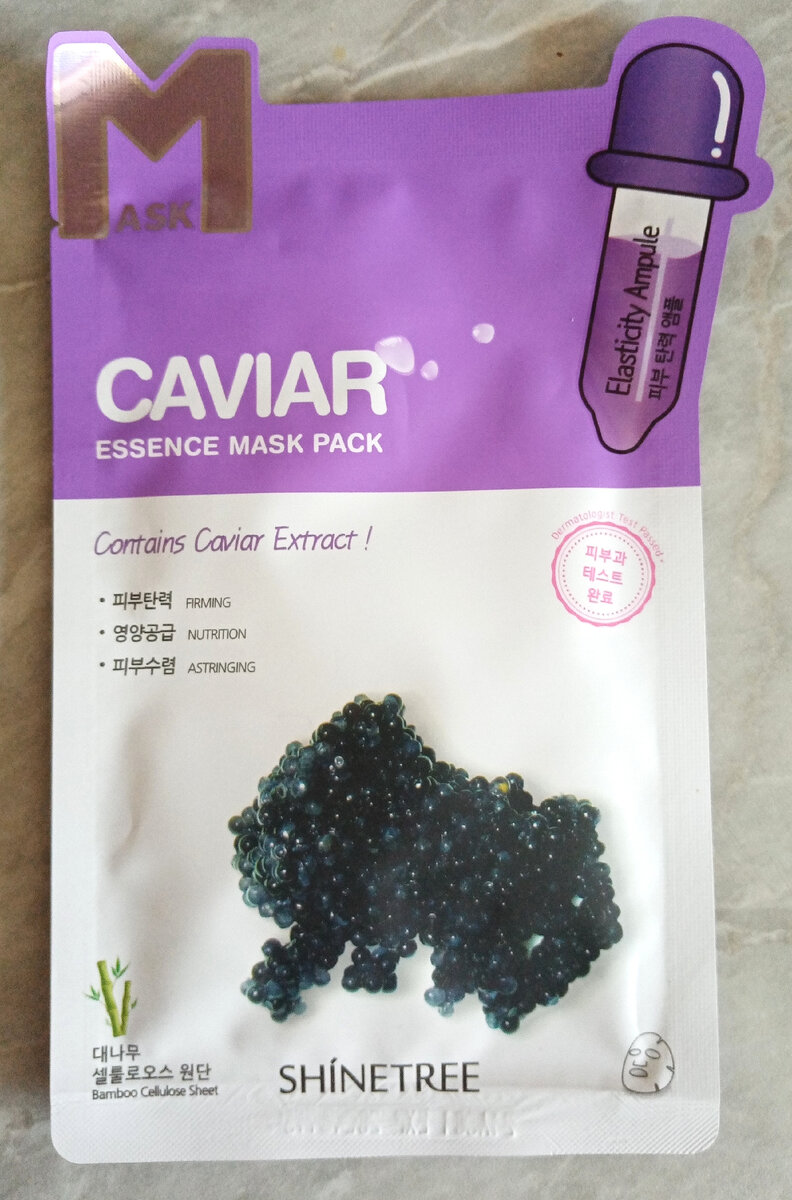 MASK
Elasticity Ampule
피부 탄력 앰플
CAVIAR
ESSENCE MASK PACK
Contains Caviar Extract !
Dermatologist Test Passed
피부과
테스트
완료
• 피부탄력 FIRMING
• 영양공급 NUTRITION
• 피부수렴 ASTRINGING
대나무
셀룰로오스 원단
Bamboo Cellulose Sheet
SHÍNETREE